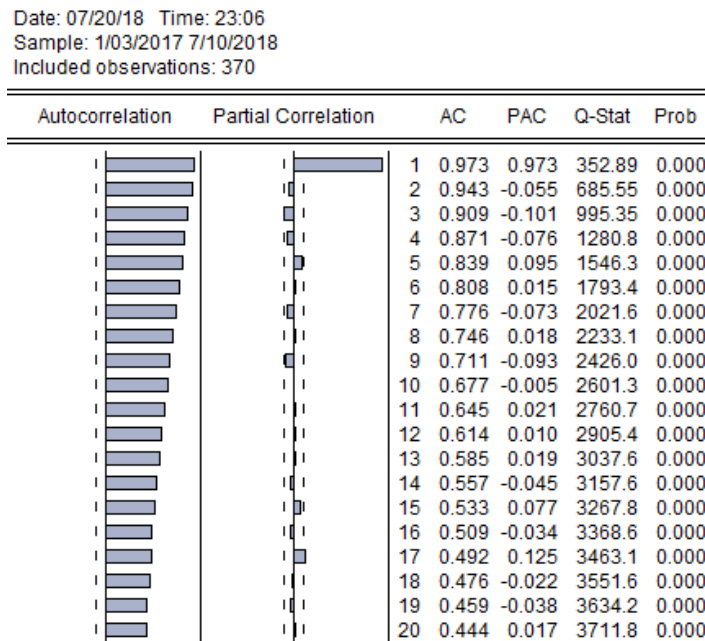 Date: 07/20/18 Time: 23:06
Sample: 1/03/2017 7/10/2018
Included observations: 370
Autocorrelation Partial Correlation AC PAC Q-Stat Prob
1 0.973 0.973 352.89 0.000
2 0.943 -0.055 685.55 0.000
3 0.909 -0.101 995.35 0.000
4 0.871 -0.076 1280.8 0.000
5 0.839 0.095 1546.3 0.000
6 0.808 0.015 1793.4 0.000
7 0.776 -0.073 2021.6 0.000
8 0.746 0.018 2233.1 0.000
9 0.711 -0.093 2426.0 0.000
10 0.677 -0.005 2601.3 0.000
11 0.645 0.021 2760.7 0.000
12 0.614 0.010 2905.4 0.000
13 0.585 0.019 3037.6 0.000
14 0.557 -0.045 3157.6 0.000
15 0.533 0.077 3267.8 0.000
16 0.509 -0.034 3368.6 0.000
17 0.492 0.125 3463.1 0.000
18 0.476 -0.022 3551.6 0.000
19 0.459 -0.038 3634.2 0.000
20 0.444 0.017 3711.8 0.000